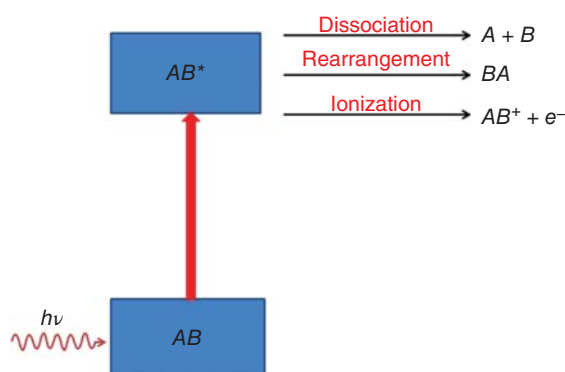 Dissociation
A + B
AB*
Rearrangement
BA
Ionization
AB⁺ + e⁻
hν
AB